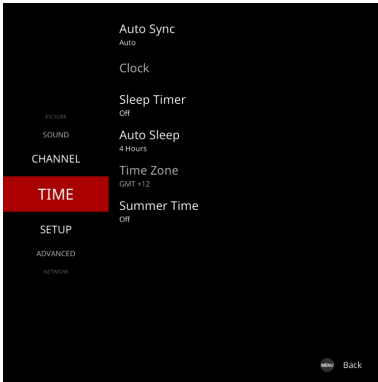 Auto Sync
Auto
Clock
Sleep Timer
Off
Auto Sleep
4 Hours
Time Zone
GMT +12
Summer Time
Off
PICTURE
SOUND
CHANNEL
TIME
SETUP
ADVANCED
NETWORK
MENU Back